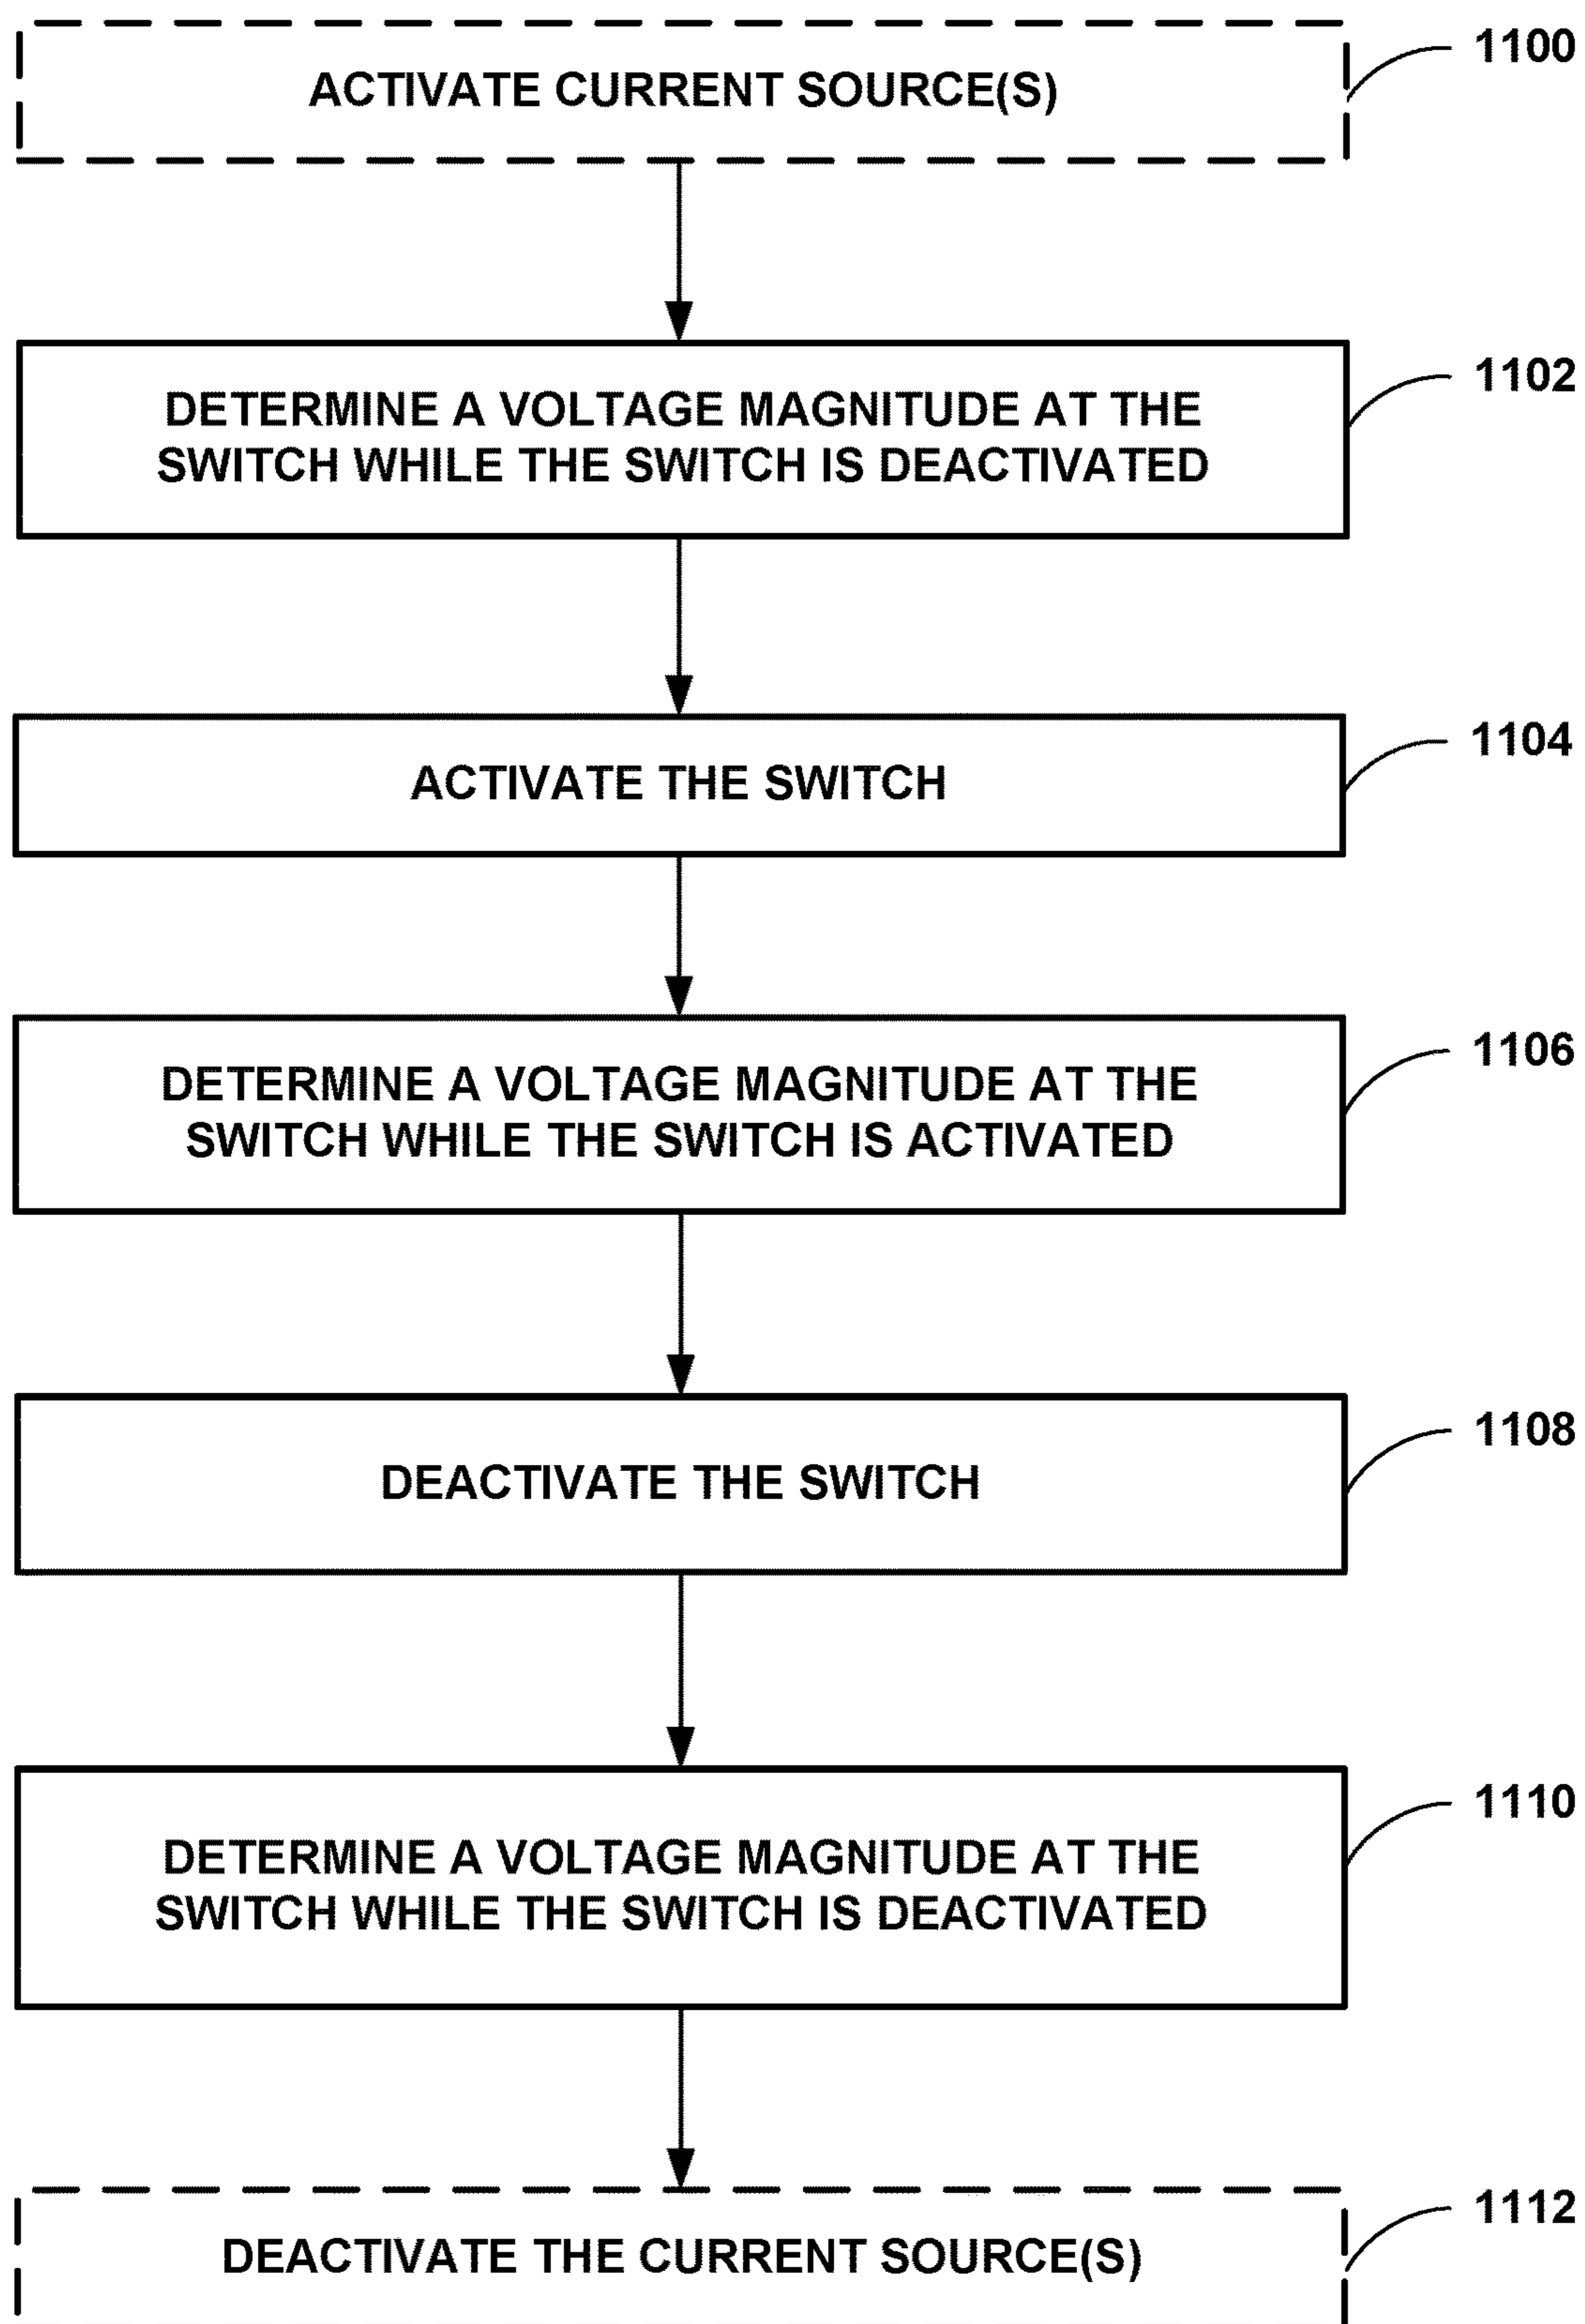 ACTIVATE CURRENT SOURCE(S)
1100
DETERMINE A VOLTAGE MAGNITUDE AT THE
SWITCH WHILE THE SWITCH IS DEACTIVATED
1102
ACTIVATE THE SWITCH
1104
DETERMINE A VOLTAGE MAGNITUDE AT THE
SWITCH WHILE THE SWITCH IS ACTIVATED
1106
DEACTIVATE THE SWITCH
1108
DETERMINE A VOLTAGE MAGNITUDE AT THE
SWITCH WHILE THE SWITCH IS DEACTIVATED
1110
DEACTIVATE THE CURRENT SOURCE(S)
1112